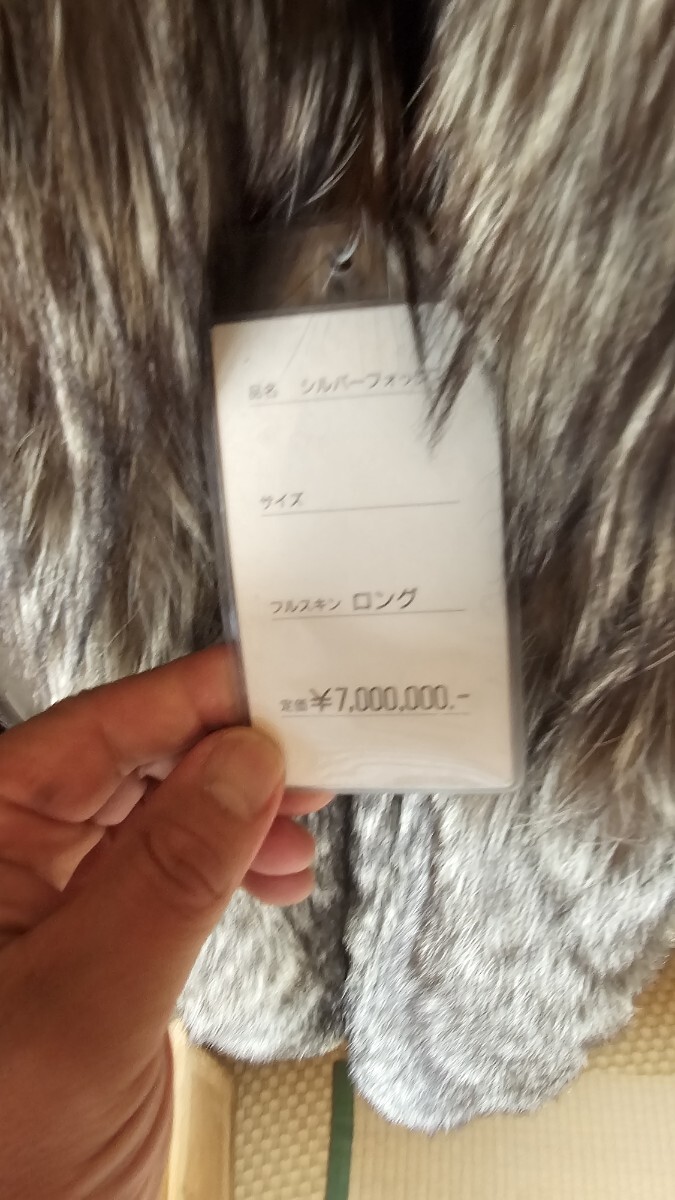 品名 シルバーフォックス
サイズ
フルスキン ロング
定価 ¥7,000,000.-